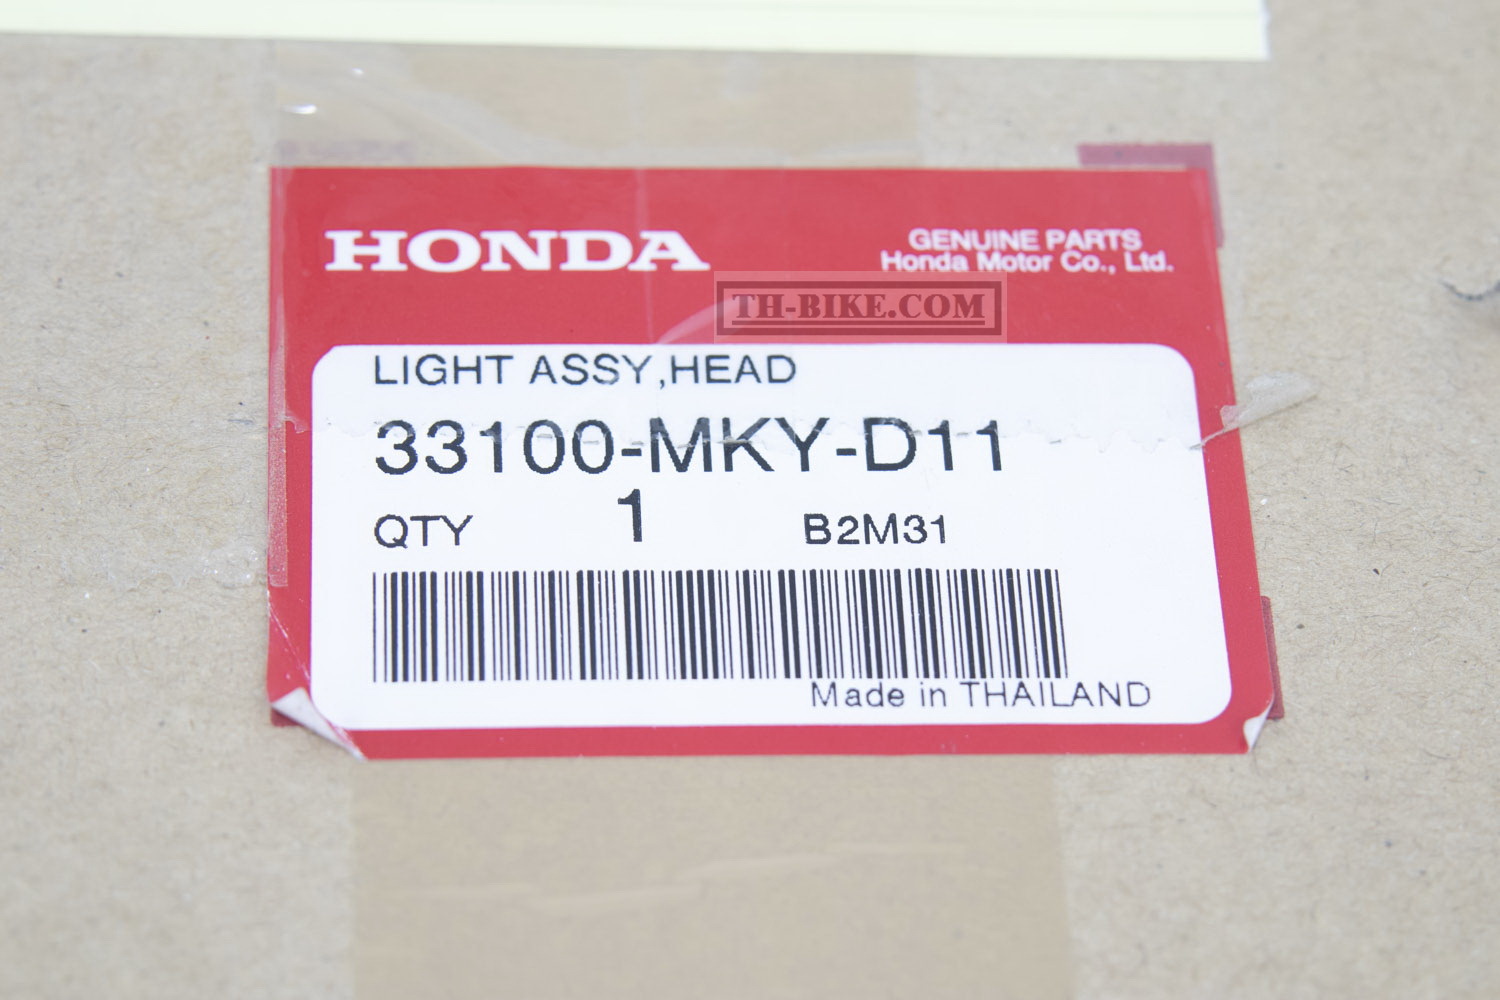 HONDA
GENUINE PARTS
Honda Motor Co., Ltd.
TH-BIKE.COM
LIGHT ASSY,HEAD
33100-MKY-D11
QTY 1 B2M31
Made in THAILAND